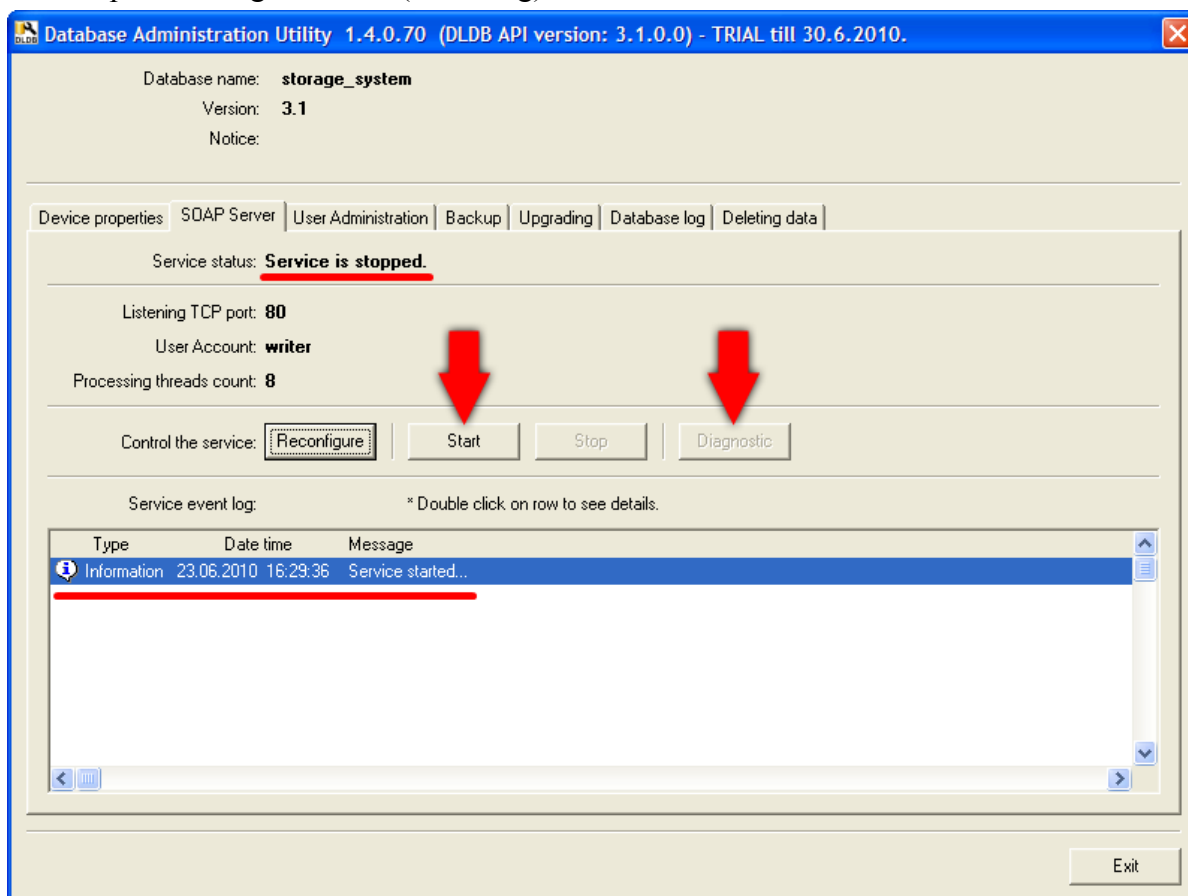 Database Administration Utility 1.4.0.70 (DLDB API version: 3.1.0.0) - TRIAL till 30.6.2010.
Database name: storage_system
Version: 3.1
Notice:
Device properties SOAP Server User Administration Backup Upgrading Database log Deleting data
Service status: Service is stopped.
Listening TCP port: 80
User Account: writer
Processing threads count: 8
Control the service: Reconfigure Start Stop Diagnostic
Service event log: * Double click on row to see details.
Type Date time Message
Information 23.06.2010 16:29:36 Service started...
Exit